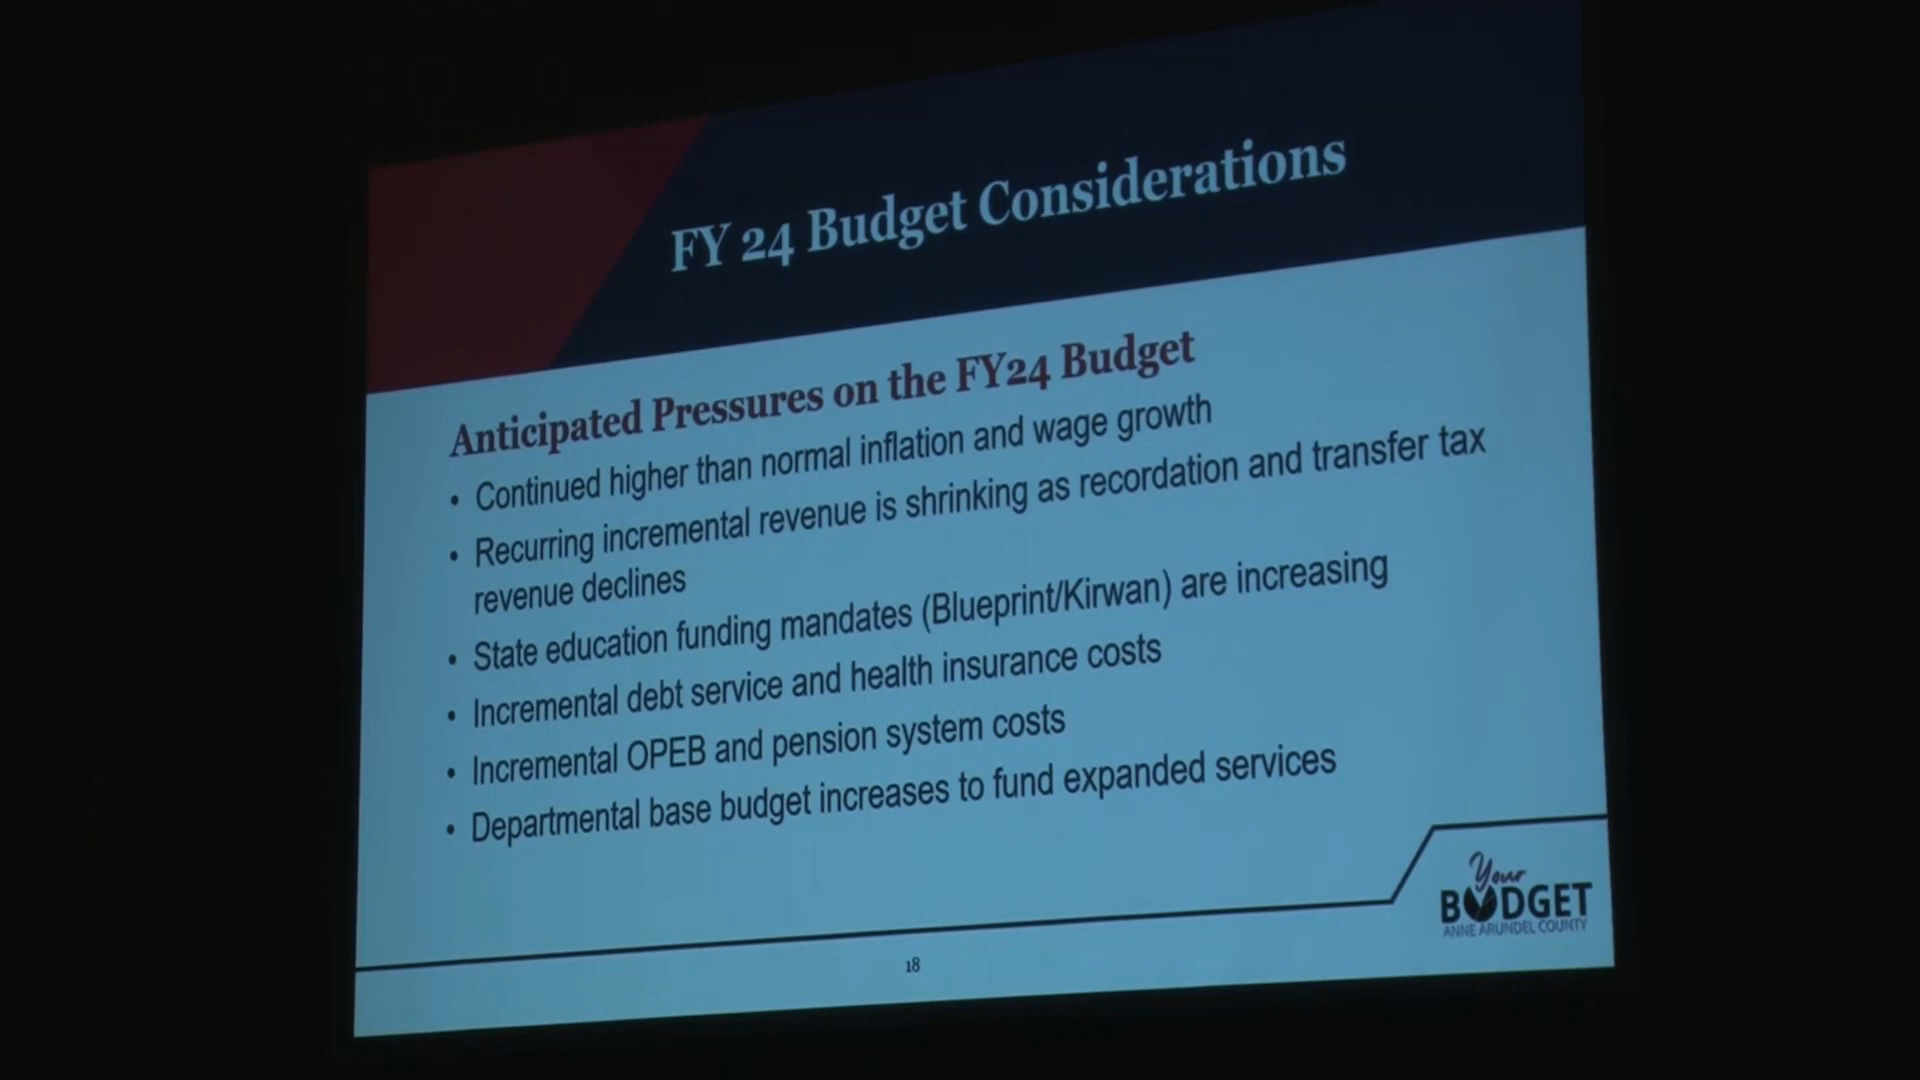 FY 24 Budget Considerations
Anticipated Pressures on the FY24 Budget
• Continued higher than normal inflation and wage growth
• Recurring incremental revenue is shrinking as recordation and transfer tax
revenue declines
• State education funding mandates (Blueprint/Kirwan) are increasing
• Incremental debt service and health insurance costs
• Incremental OPEB and pension system costs
• Departmental base budget increases to fund expanded services
Your
BUDGET
ANNE ARUNDEL COUNTY
18